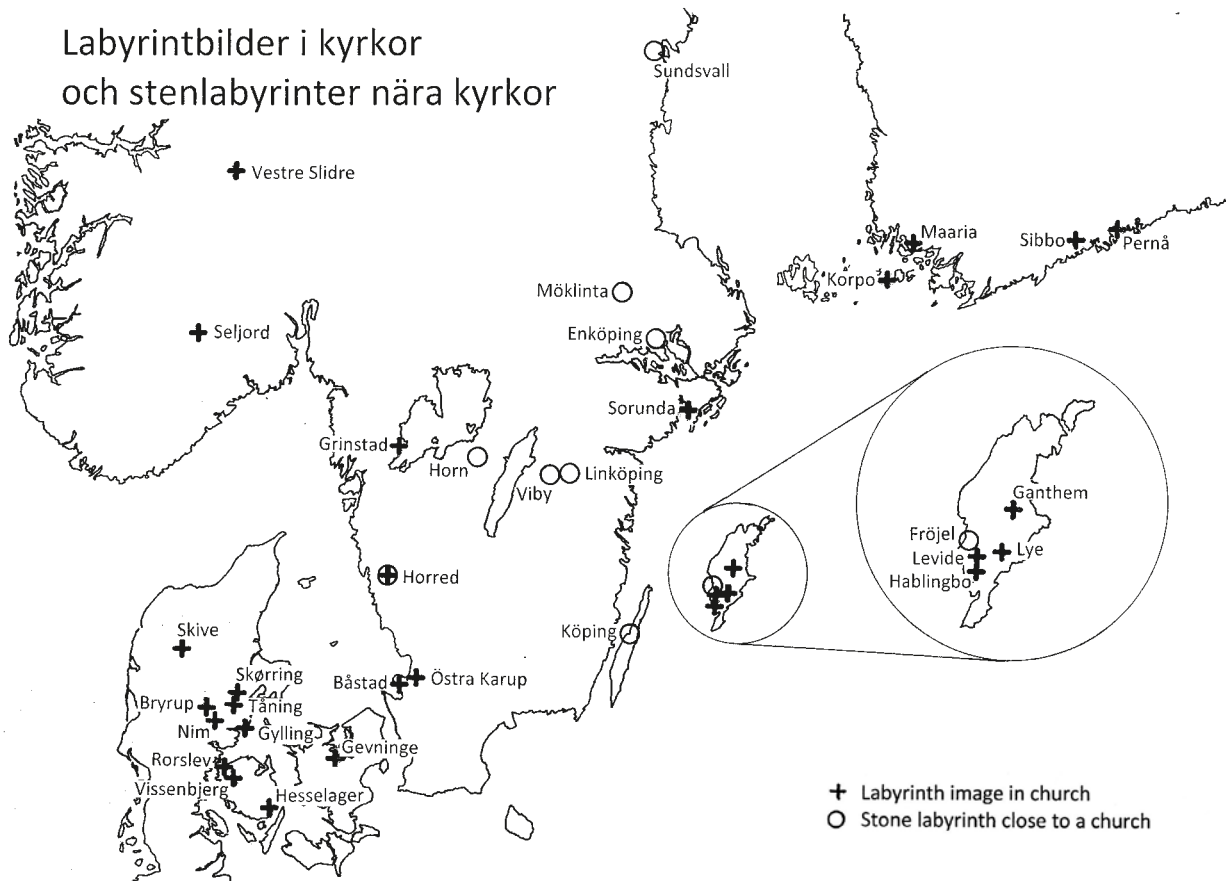 Labyrintbilder i kyrkor
och stenlabyrinter nära kyrkor
Sundsvall
Vestre Slidre
Maaria
Sibbo
Pernå
Korpo
Möklinta
Seljord
Enköping
Sorunda
Grinstad
Horn
Viby
Linköping
Ganthem
Fröjel
Levide
Lye
Hablingbo
Horred
Köping
Skive
Skørring
Båstad
Östra Karup
Bryrup
Tåning
Nim
Gylling
Gevninge
Rorslev
Vissenbjerg
Hesselager
Labyrinth image in church
Stone labyrinth close to a church